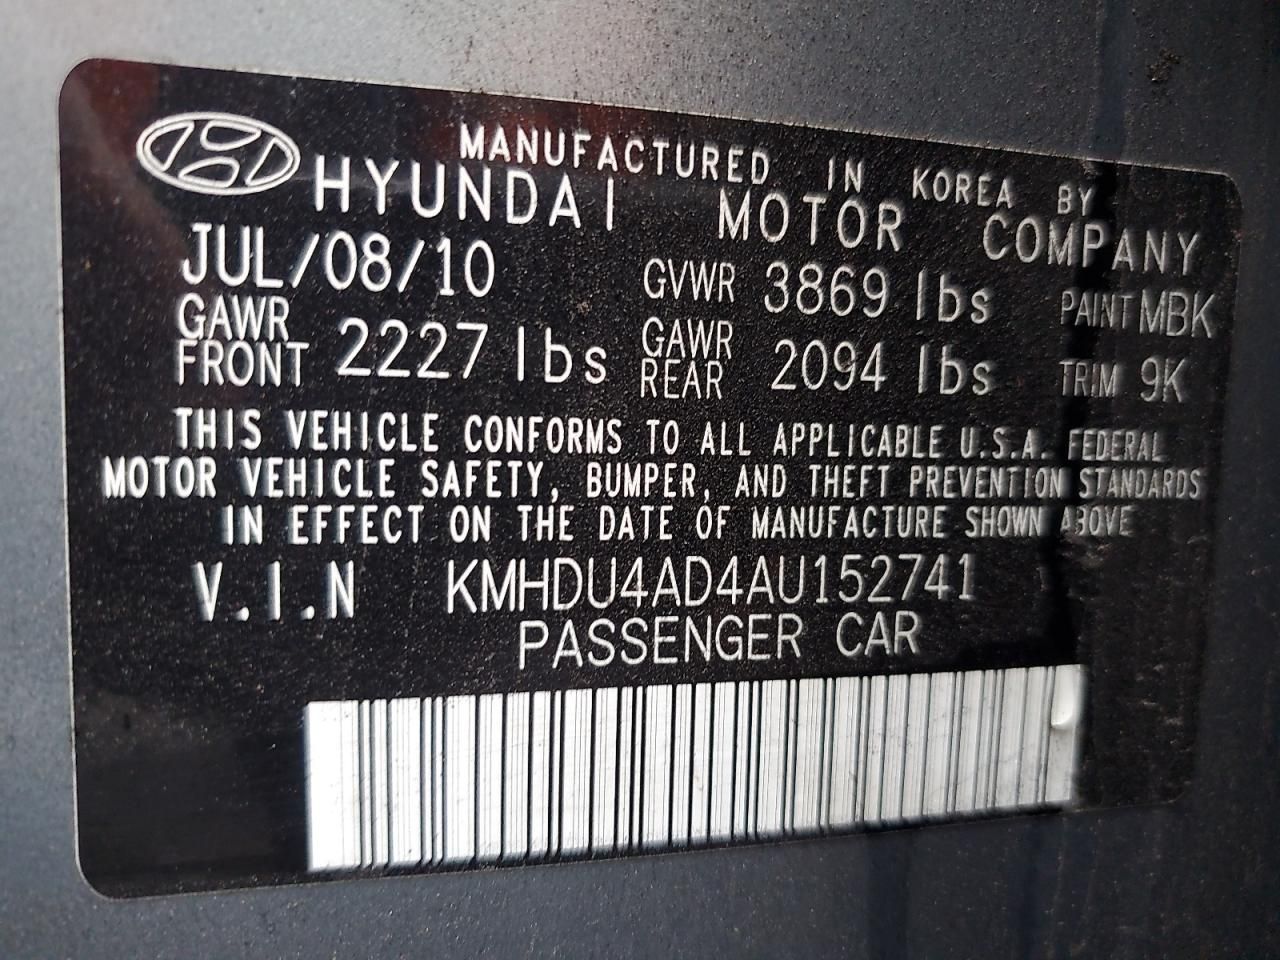 MANUFACTURED IN KOREA BY
HYUNDAI MOTOR COMPANY
JUL/08/10 GVWR 3869 lbs PAINT MBK
GAWR FRONT 2227 lbs GAWR REAR 2094 lbs TRIM 9K
THIS VEHICLE CONFORMS TO ALL APPLICABLE U.S.A. FEDERAL
MOTOR VEHICLE SAFETY, BUMPER, AND THEFT PREVENTION STANDARDS
IN EFFECT ON THE DATE OF MANUFACTURE SHOWN ABOVE
V.I.N KMHDU4AD4AU152741
PASSENGER CAR